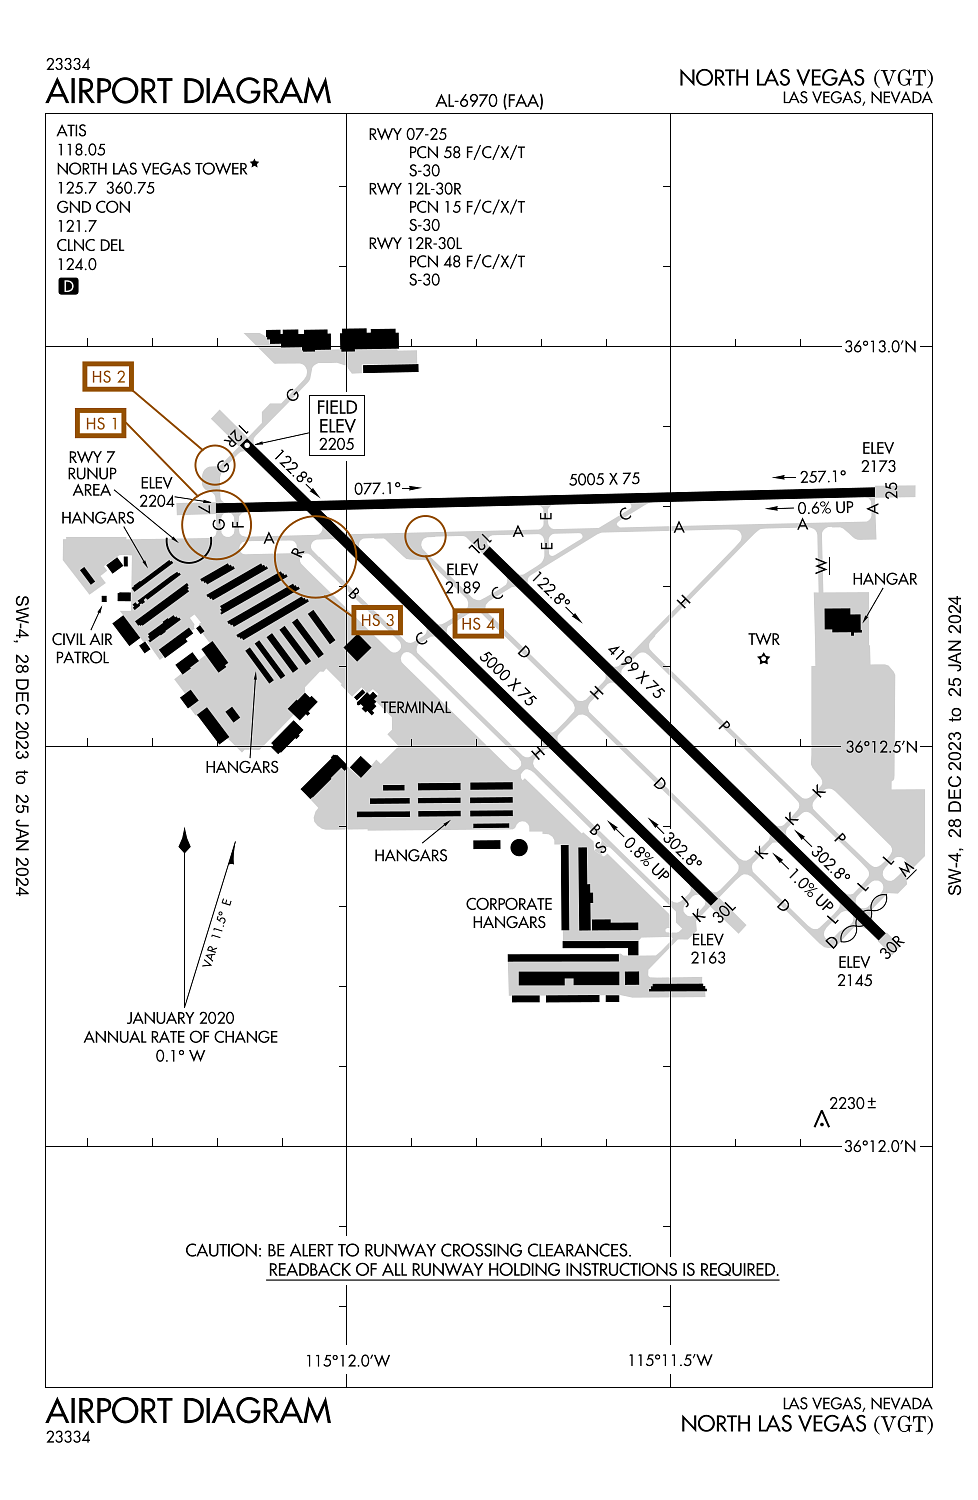 23334
AIRPORT DIAGRAM
AL-6970 (FAA)
NORTH LAS VEGAS (VGT)
LAS VEGAS, NEVADA
ATIS
118.05
NORTH LAS VEGAS TOWER★
125.7 360.75
GND CON
121.7
CLNC DEL
124.0
D
RWY 07-25
PCN 58 F/C/X/T
S-30
RWY 12L-30R
PCN 15 F/C/X/T
S-30
RWY 12R-30L
PCN 48 F/C/X/T
S-30
36°13.0'N
HS 2
HS 1
G
FIELD
ELEV
2205
12R
G
122.8°
RWY 7
RUNUP
AREA
HANGARS
ELEV
2204
7
G
F
A
R
077.1°
5005 X 75
257.1°
0.6% UP
ELEV
2173
25
A
E
C
A
A
A
E
12L
ELEV
2189
122.8°
C
W
HANGAR
B
HS 3
HS 4
H
CIVIL AIR
PATROL
C
D
TWR
5000 X 75
4199 X 75
H
TERMINAL
P
HANGARS
H
36°12.5'N
D
K
K
P
HANGARS
B
S
0.8% UP
302.8°
K
1.0% UP
302.8°
L
M
L
CORPORATE
HANGARS
L
K
30L
D
L
D
30R
ELEV
2163
ELEV
2145
VAR 11.5° E
JANUARY 2020
ANNUAL RATE OF CHANGE
0.1° W
2230±
36°12.0'N
CAUTION: BE ALERT TO RUNWAY CROSSING CLEARANCES.
READBACK OF ALL RUNWAY HOLDING INSTRUCTIONS IS REQUIRED.
115°12.0'W
115°11.5'W
SW-4, 28 DEC 2023 to 25 JAN 2024
SW-4, 28 DEC 2023 to 25 JAN 2024
AIRPORT DIAGRAM
23334
LAS VEGAS, NEVADA
NORTH LAS VEGAS (VGT)